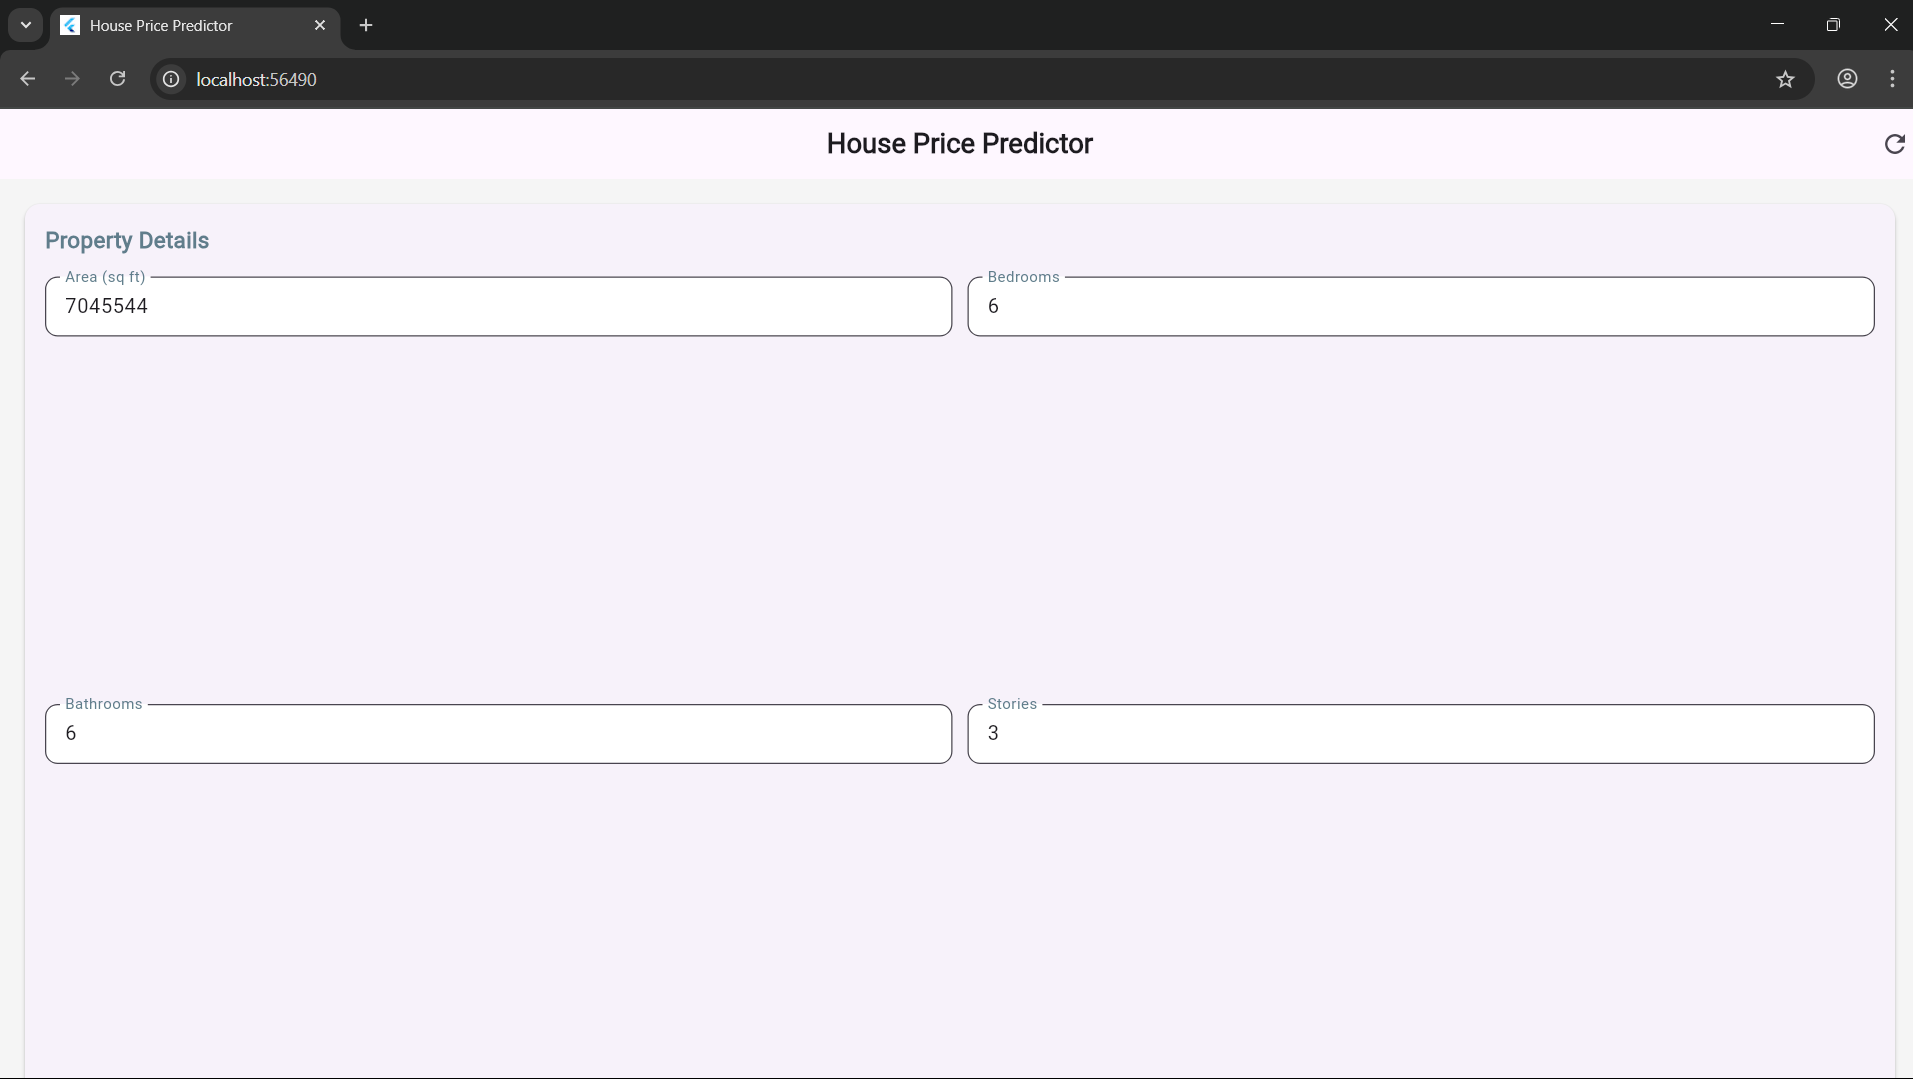 House Price Predictor
localhost:56490
House Price Predictor
Property Details
Area (sq ft)
7045544
Bedrooms
6
Bathrooms
6
Stories
3